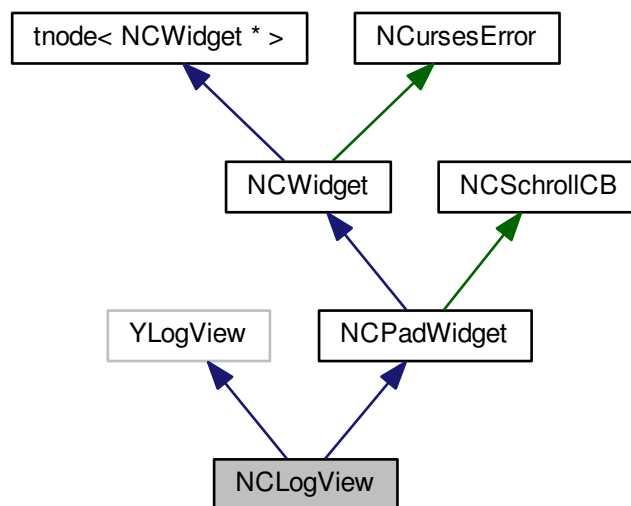 tnode< NCWidget * >
NCursesError
NCWidget
NCSchrollCB
YLogView
NCPadWidget
NCLogView